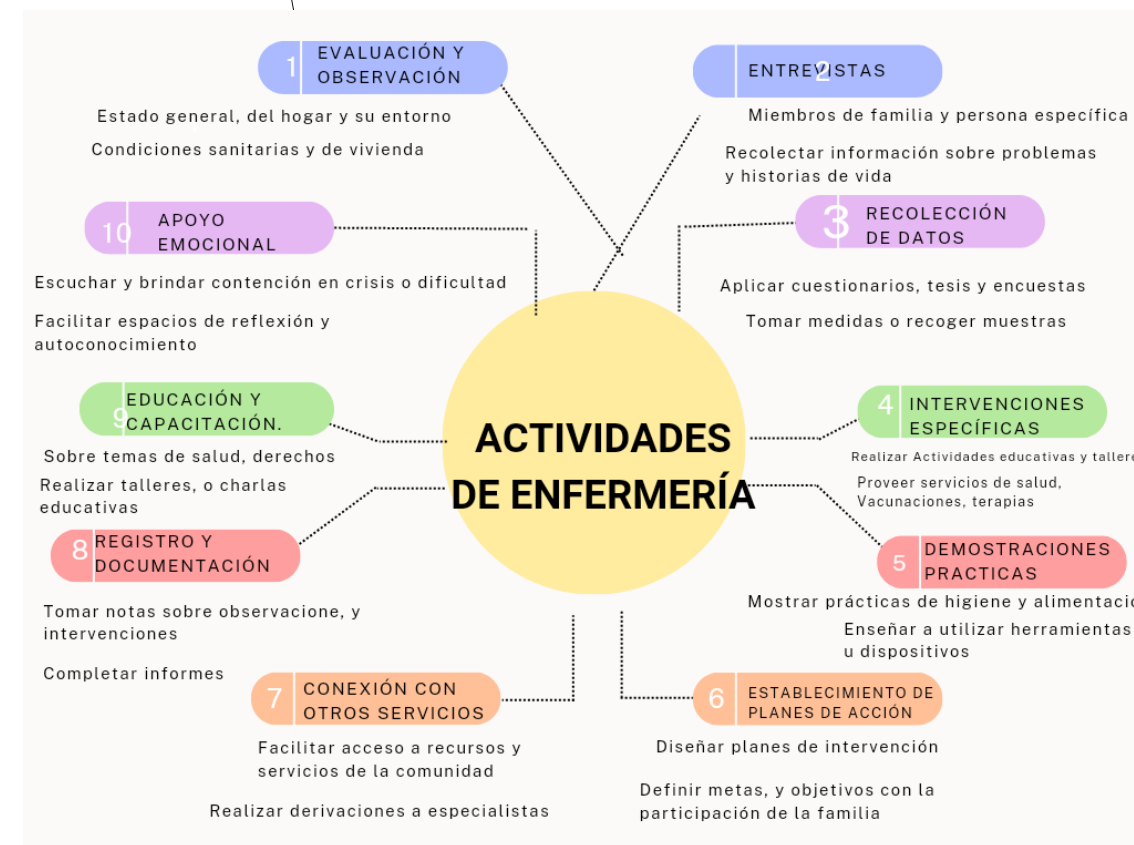 1
EVALUACIÓN Y
OBSERVACIÓN
Estado general, del hogar y su entorno
Condiciones sanitarias y de vivienda
2
ENTREVISTAS
Miembros de familia y persona específica
Recolectar información sobre problemas
y historias de vida
3
RECOLECCIÓN
DE DATOS
Aplicar cuestionarios, tesis y encuestas
Tomar medidas o recoger muestras
4
INTERVENCIONES
ESPECÍFICAS
Realizar Actividades educativas y tallere
Proveer servicios de salud,
Vacunaciones, terapias
5
DEMOSTRACIONES
PRACTICAS
Mostrar prácticas de higiene y alimentació
Enseñar a utilizar herramientas
u dispositivos
6
ESTABLECIMIENTO DE
PLANES DE ACCIÓN
Diseñar planes de intervención
Definir metas, y objetivos con la
participación de la familia
7
CONEXIÓN CON
OTROS SERVICIOS
Facilitar acceso a recursos y
servicios de la comunidad
Realizar derivaciones a especialistas
8
REGISTRO Y
DOCUMENTACIÓN
Tomar notas sobre observacione, y
intervenciones
Completar informes
9
EDUCACIÓN Y
CAPACITACIÓN.
Sobre temas de salud, derechos
Realizar talleres, o charlas
educativas
10
APOYO
EMOCIONAL
Escuchar y brindar contención en crisis o dificultad
Facilitar espacios de reflexión y
autoconocimiento
ACTIVIDADES
DE ENFERMERÍA